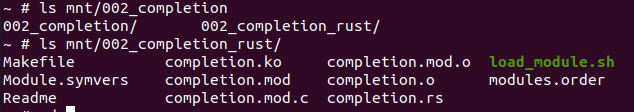 ~ # ls mnt/002_completion
002_completion/ 002_completion_rust/
~ # ls mnt/002_completion_rust/
Makefile completion.ko completion.mod.o load_module.sh
Module.symvers completion.mod completion.o modules.order
Readme completion.mod.c completion.rs